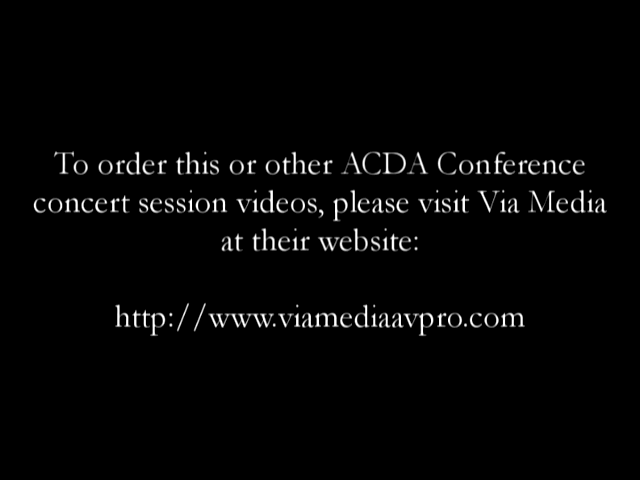 To order this or other ACDA Conference
concert session videos, please visit Via Media
at their website:
http://www.viamediaavpro.com